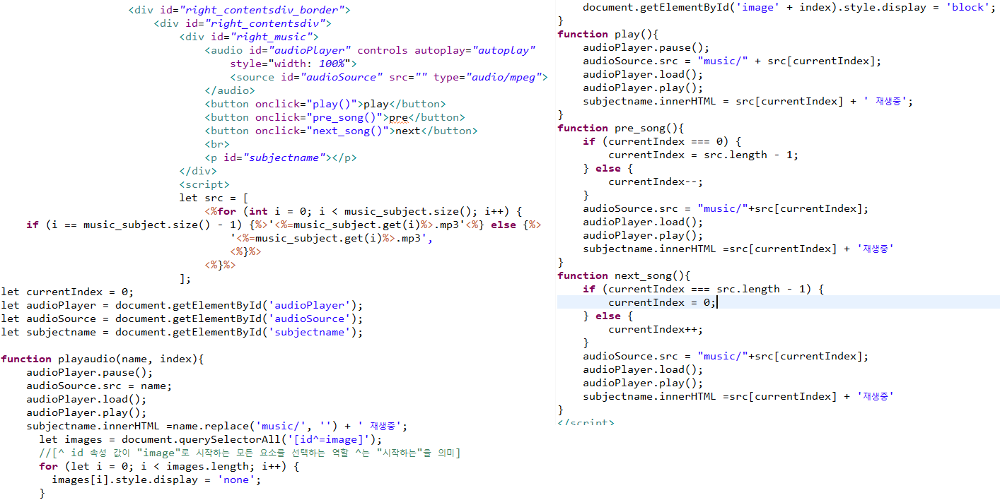 <div id="right_contentsdiv_border">
<div id="right_contentsdiv">
<div id="right_music">
<audio id="audioPlayer" controls autoplay="autoplay"
style="width: 100%">
<source id="audioSource" src="" type="audio/mpeg">
</audio>
<button onclick="play()">play</button>
<button onclick="pre_song()">pre</button>
<button onclick="next_song()">next</button>
<br>
<p id="subjectname"></p>
</div>
<script>
let src = [
<%for (int i = 0; i < music_subject.size(); i++) {
if (i == music_subject.size() - 1) {%>'<%=music_subject.get(i)%>.mp3'<%} else {%>
'<%=music_subject.get(i)%>.mp3',
<%}%>
<%}%>
];
let currentIndex = 0;
let audioPlayer = document.getElementById('audioPlayer');
let audioSource = document.getElementById('audioSource');
let subjectname = document.getElementById('subjectname');
function playaudio(name, index){
audioPlayer.pause();
audioSource.src = name;
audioPlayer.load();
audioPlayer.play();
subjectname.innerHTML =name.replace('music/', '') + ' 재생중';
let images = document.querySelectorAll('[id^=image]');
//[^ id 속성 값이 "image"로 시작하는 모든 요소를 선택하는 역할 ^는 "시작하는"을 의미]
for (let i = 0; i < images.length; i++) {
images[i].style.display = 'none';
}
document.getElementById('image' + index).style.display = 'block';
}
function play(){
audioPlayer.pause();
audioSource.src = "music/" + src[currentIndex];
audioPlayer.load();
audioPlayer.play();
subjectname.innerHTML = src[currentIndex] + ' 재생중';
}
function pre_song(){
if (currentIndex === 0) {
currentIndex = src.length - 1;
} else {
currentIndex--;
}
audioSource.src = "music/"+src[currentIndex];
audioPlayer.load();
audioPlayer.play();
subjectname.innerHTML =src[currentIndex] + '재생중'
}
function next_song(){
if (currentIndex === src.length - 1) {
currentIndex = 0;
} else {
currentIndex++;
}
audioSource.src = "music/"+src[currentIndex];
audioPlayer.load();
audioPlayer.play();
subjectname.innerHTML =src[currentIndex] + '재생중'
}
</script>